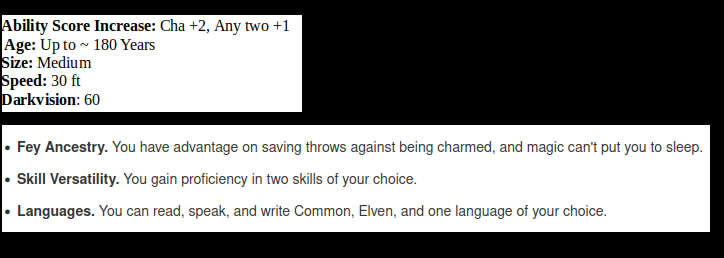 Ability Score Increase: Cha +2, Any two +1
Age: Up to ~ 180 Years
Size: Medium
Speed: 30 ft
Darkvision: 60
• Fey Ancestry. You have advantage on saving throws against being charmed, and magic can't put you to sleep.
• Skill Versatility. You gain proficiency in two skills of your choice.
• Languages. You can read, speak, and write Common, Elven, and one language of your choice.